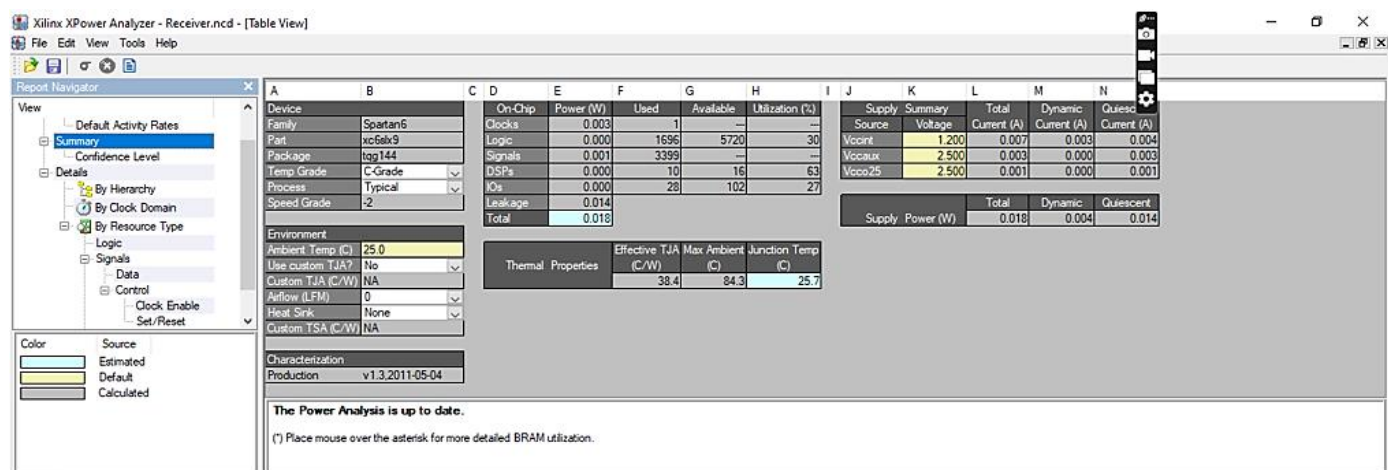 Xilinx XPower Analyzer - Receiver.ncd - [Table View]
File Edit View Tools Help
Report Navigator
View
Default Activity Rates
Summary
Confidence Level
Details
By Hierarchy
By Clock Domain
By Resource Type
Logic
Signals
Data
Control
Clock Enable
Set/Reset
Color Source
Estimated
Default
Calculated
A B C D E F G H I J K L M N
Device
Family Spartan6
Part xc6slx9
Package tqg144
Temp Grade C-Grade
Process Typical
Speed Grade -2
Environment
Ambient Temp (C) 25.0
Use custom TJA? No
Custom TJA (C/W) NA
Airflow (LFM) 0
Heat Sink None
Custom TSA (C/W) NA
Characterization
Production v1.3,2011-05-04
On-Chip Power (W) Used Available Utilization (%)
Clocks 0.003 1 --- ---
Logic 0.000 1696 5720 30
Signals 0.001 3399 --- ---
DSPs 0.000 10 16 63
IOs 0.000 28 102 27
Leakage 0.014
Total 0.018
Effective TJA Max Ambient Junction Temp
Thermal Properties (C/W) (C) (C)
38.4 84.3 25.7
Supply Summary Total Dynamic
Source Voltage Current (A) Current (A) Current (A)
Vccint 1.200 0.007 0.003 0.004
Vccaux 2.500 0.003 0.000 0.003
Vcco25 2.500 0.001 0.000 0.001
Total Dynamic Quiescent
Supply Power (W) 0.018 0.004 0.014
The Power Analysis is up to date.
(*) Place mouse over the asterisk for more detailed BRAM utilization.